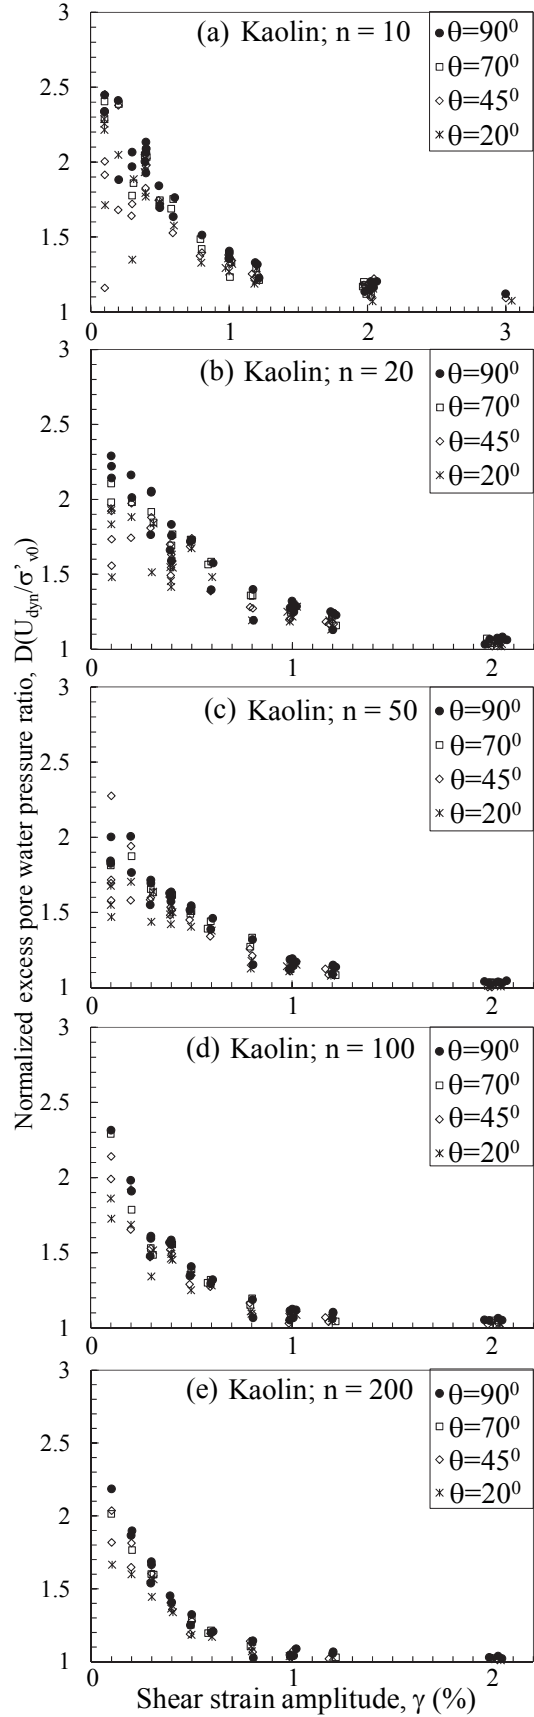 Normalized excess pore water pressure ratio, D(U_dyn/σ'_v0)
(a) Kaolin; n = 10
θ=90⁰
θ=70⁰
θ=45⁰
θ=20⁰
3
2.5
2
1.5
1
0 1 2 3
(b) Kaolin; n = 20
θ=90⁰
θ=70⁰
θ=45⁰
θ=20⁰
3
2.5
2
1.5
1
0 1 2
(c) Kaolin; n = 50
θ=90⁰
θ=70⁰
θ=45⁰
θ=20⁰
3
2.5
2
1.5
1
0 1 2
(d) Kaolin; n = 100
θ=90⁰
θ=70⁰
θ=45⁰
θ=20⁰
3
2.5
2
1.5
1
0 1 2
(e) Kaolin; n = 200
θ=90⁰
θ=70⁰
θ=45⁰
θ=20⁰
3
2.5
2
1.5
1
0 1 2
Shear strain amplitude, γ (%)